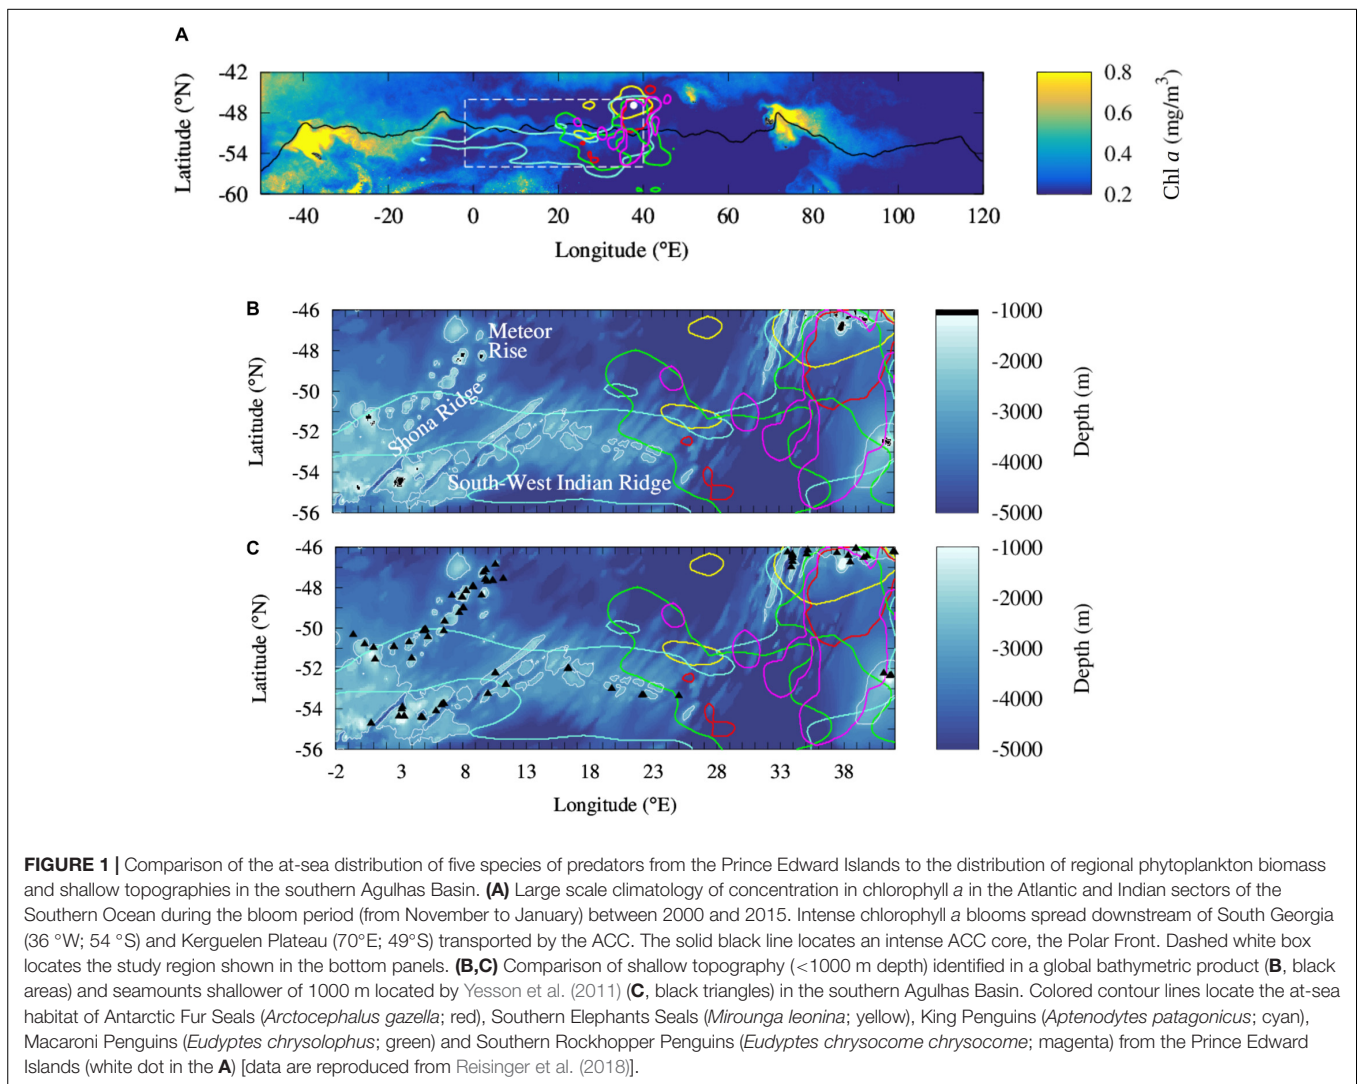 A
-42
-48
-54
-60
Latitude (°N)
-40
-20
0
20
40
60
80
100
120
Longitude (°E)
0.8
0.6
0.4
0.2
Chl a (mg/m³)
B
-46
-48
-50
-52
-54
-56
Latitude (°N)
Meteor
Rise
Shona Ridge
South-West Indian Ridge
-1000
-2000
-3000
-4000
-5000
Depth (m)
C
-46
-48
-50
-52
-54
-56
Latitude (°N)
-2
3
8
13
18
23
28
33
38
Longitude (°E)
-1000
-2000
-3000
-4000
-5000
Depth (m)
FIGURE 1 | Comparison of the at-sea distribution of five species of predators from the Prince Edward Islands to the distribution of regional phytoplankton biomass
and shallow topographies in the southern Agulhas Basin. (A) Large scale climatology of concentration in chlorophyll a in the Atlantic and Indian sectors of the
Southern Ocean during the bloom period (from November to January) between 2000 and 2015. Intense chlorophyll a blooms spread downstream of South Georgia
(36 °W; 54 °S) and Kerguelen Plateau (70°E; 49°S) transported by the ACC. The solid black line locates an intense ACC core, the Polar Front. Dashed white box
locates the study region shown in the bottom panels. (B,C) Comparison of shallow topography (<1000 m depth) identified in a global bathymetric product (B, black
areas) and seamounts shallower of 1000 m located by Yesson et al. (2011) (C, black triangles) in the southern Agulhas Basin. Colored contour lines locate the at-sea
habitat of Antarctic Fur Seals (Arctocephalus gazella; red), Southern Elephants Seals (Mirounga leonina; yellow), King Penguins (Aptenodytes patagonicus; cyan),
Macaroni Penguins (Eudyptes chrysolophus; green) and Southern Rockhopper Penguins (Eudyptes chrysocome chrysocome; magenta) from the Prince Edward
Islands (white dot in the A) [data are reproduced from Reisinger et al. (2018)].